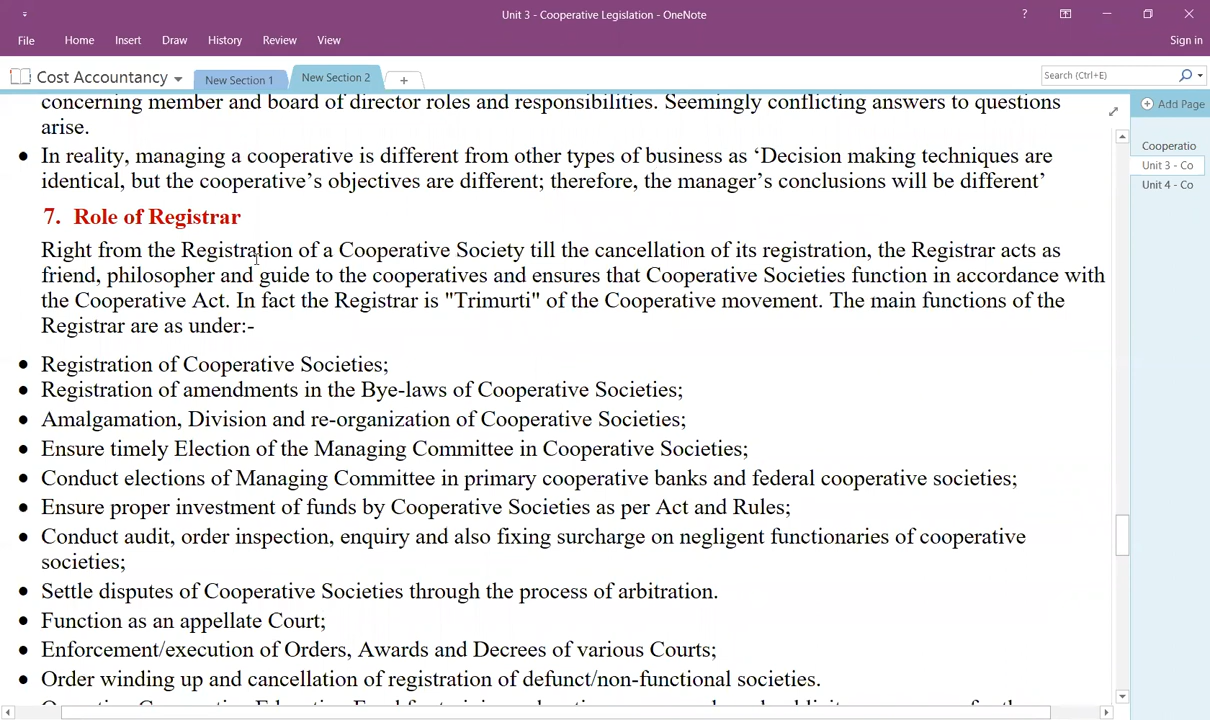 Unit 3 - Cooperative Legislation - OneNote
?
File Home Insert Draw History Review View
Sign in
Cost Accountancy
New Section 1
New Section 2
+
Search (Ctrl+E)
Add Page
Cooperatio
Unit 3 - Co
Unit 4 - Co
concerning member and board of director roles and responsibilities. Seemingly conflicting answers to questions
arise.
• In reality, managing a cooperative is different from other types of business as ‘Decision making techniques are
identical, but the cooperative’s objectives are different; therefore, the manager’s conclusions will be different’
7. Role of Registrar
Right from the Registration of a Cooperative Society till the cancellation of its registration, the Registrar acts as
friend, philosopher and guide to the cooperatives and ensures that Cooperative Societies function in accordance with
the Cooperative Act. In fact the Registrar is "Trimurti" of the Cooperative movement. The main functions of the
Registrar are as under:-
• Registration of Cooperative Societies;
• Registration of amendments in the Bye-laws of Cooperative Societies;
• Amalgamation, Division and re-organization of Cooperative Societies;
• Ensure timely Election of the Managing Committee in Cooperative Societies;
• Conduct elections of Managing Committee in primary cooperative banks and federal cooperative societies;
• Ensure proper investment of funds by Cooperative Societies as per Act and Rules;
• Conduct audit, order inspection, enquiry and also fixing surcharge on negligent functionaries of cooperative
societies;
• Settle disputes of Cooperative Societies through the process of arbitration.
• Function as an appellate Court;
• Enforcement/execution of Orders, Awards and Decrees of various Courts;
• Order winding up and cancellation of registration of defunct/non-functional societies.